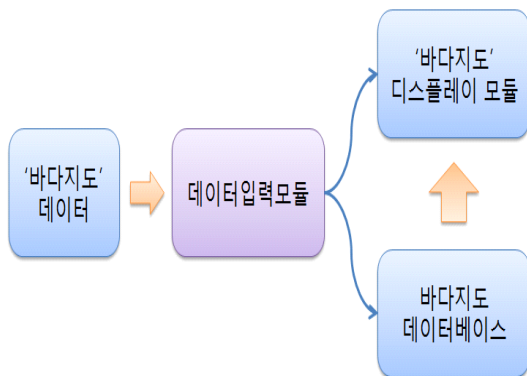 ‘바다지도’
데이터
데이터입력모듈
‘바다지도’
디스플레이 모듈
바다지도
데이터베이스